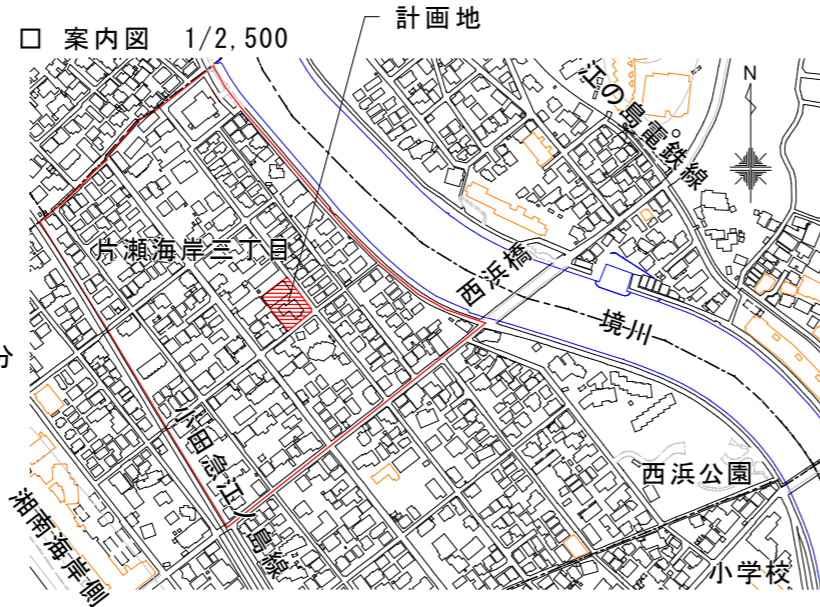 計画地
□ 案内図 1/2,500
江の島電鉄線
N
片瀬海岸三丁目
西浜橋
境川
分
小田急江ノ島線
西浜公園
湘南海岸側
小学校